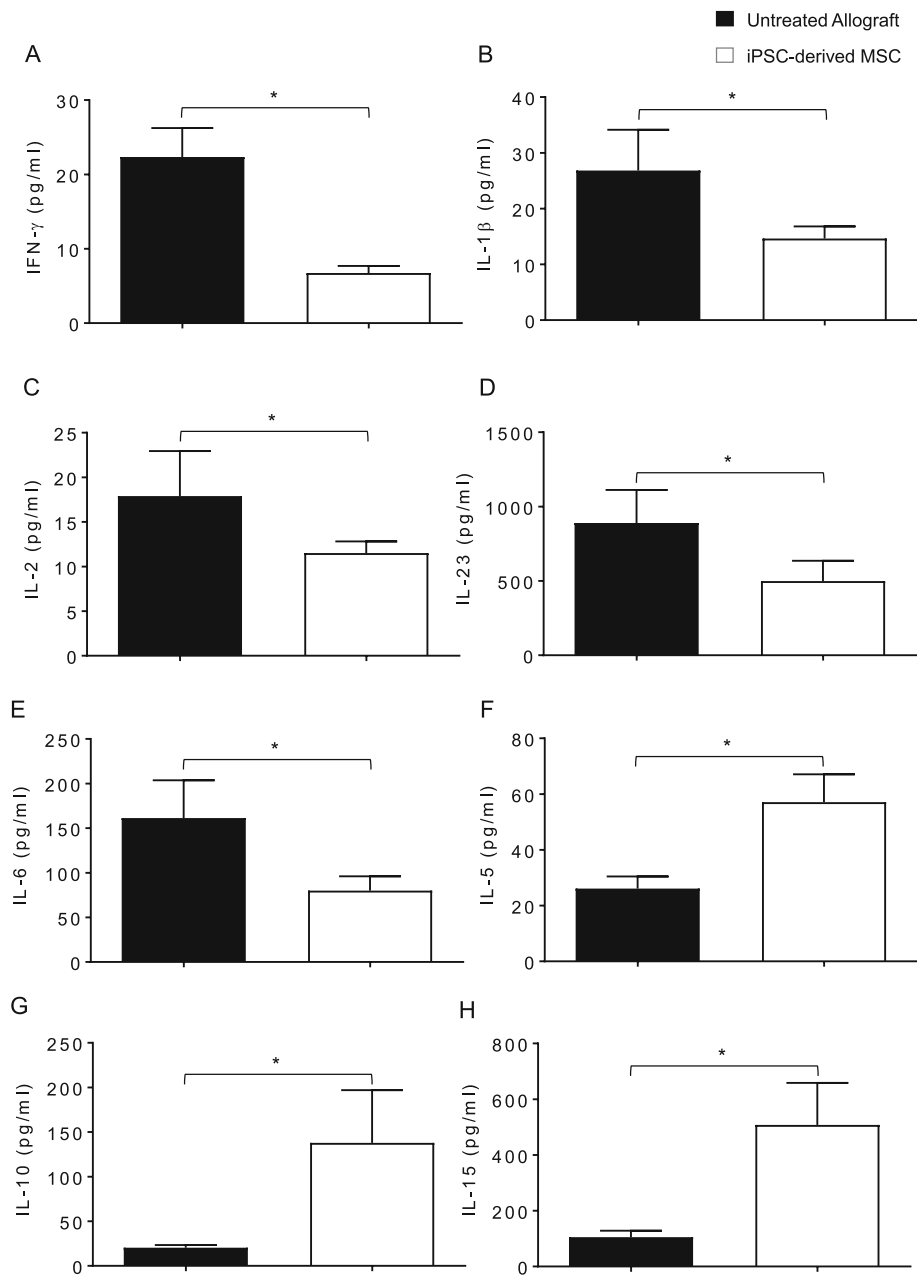 Untreated Allograft
iPSC-derived MSC
A
IFN-γ (pg/ml)
30
20
10
0
*
B
IL-1β (pg/ml)
40
30
20
10
0
*
C
IL-2 (pg/ml)
25
20
15
10
5
0
*
D
IL-23 (pg/ml)
1500
1000
500
0
*
E
IL-6 (pg/ml)
250
200
150
100
50
0
*
F
IL-5 (pg/ml)
80
60
40
20
0
*
G
IL-10 (pg/ml)
250
200
150
100
50
0
*
H
IL-15 (pg/ml)
800
600
400
200
0
*